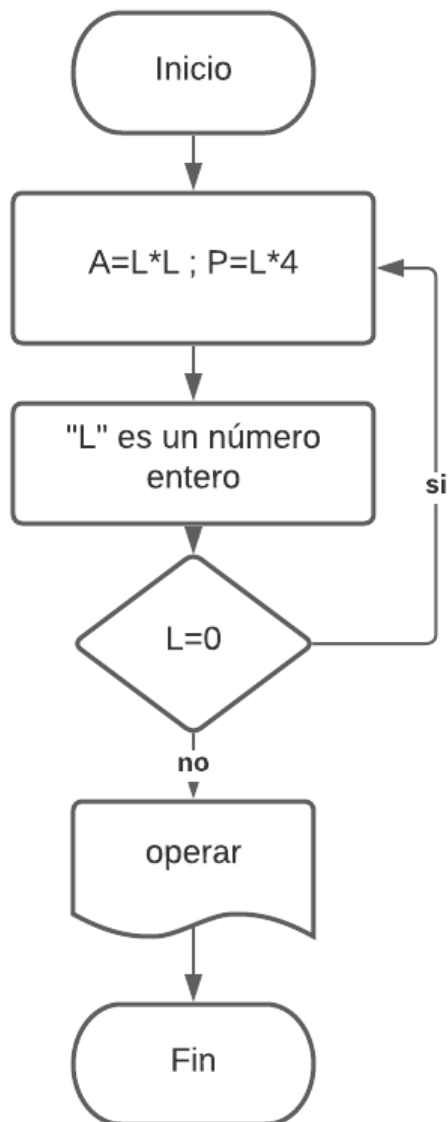 Inicio
A=L*L ; P=L*4
"L" es un número
entero
si
L=0
no
operar
Fin